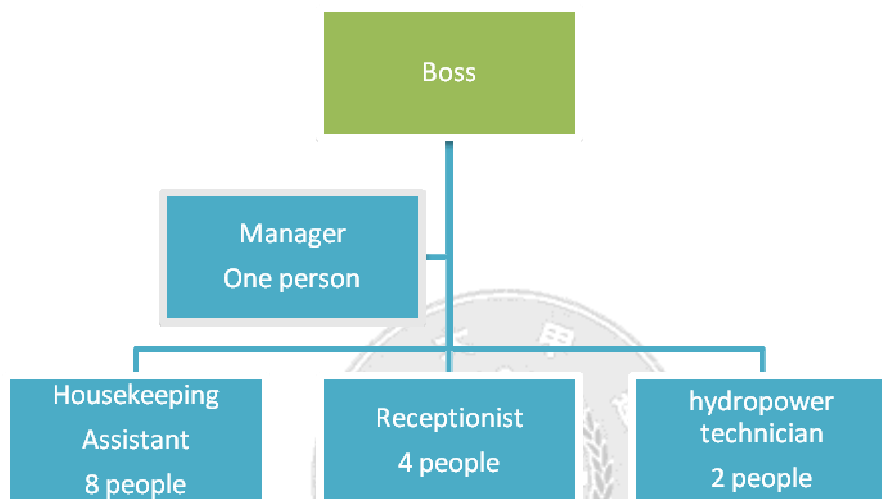 Boss
Manager
One person
Housekeeping
Assistant
8 people
Receptionist
4 people
hydropower
technician
2 people